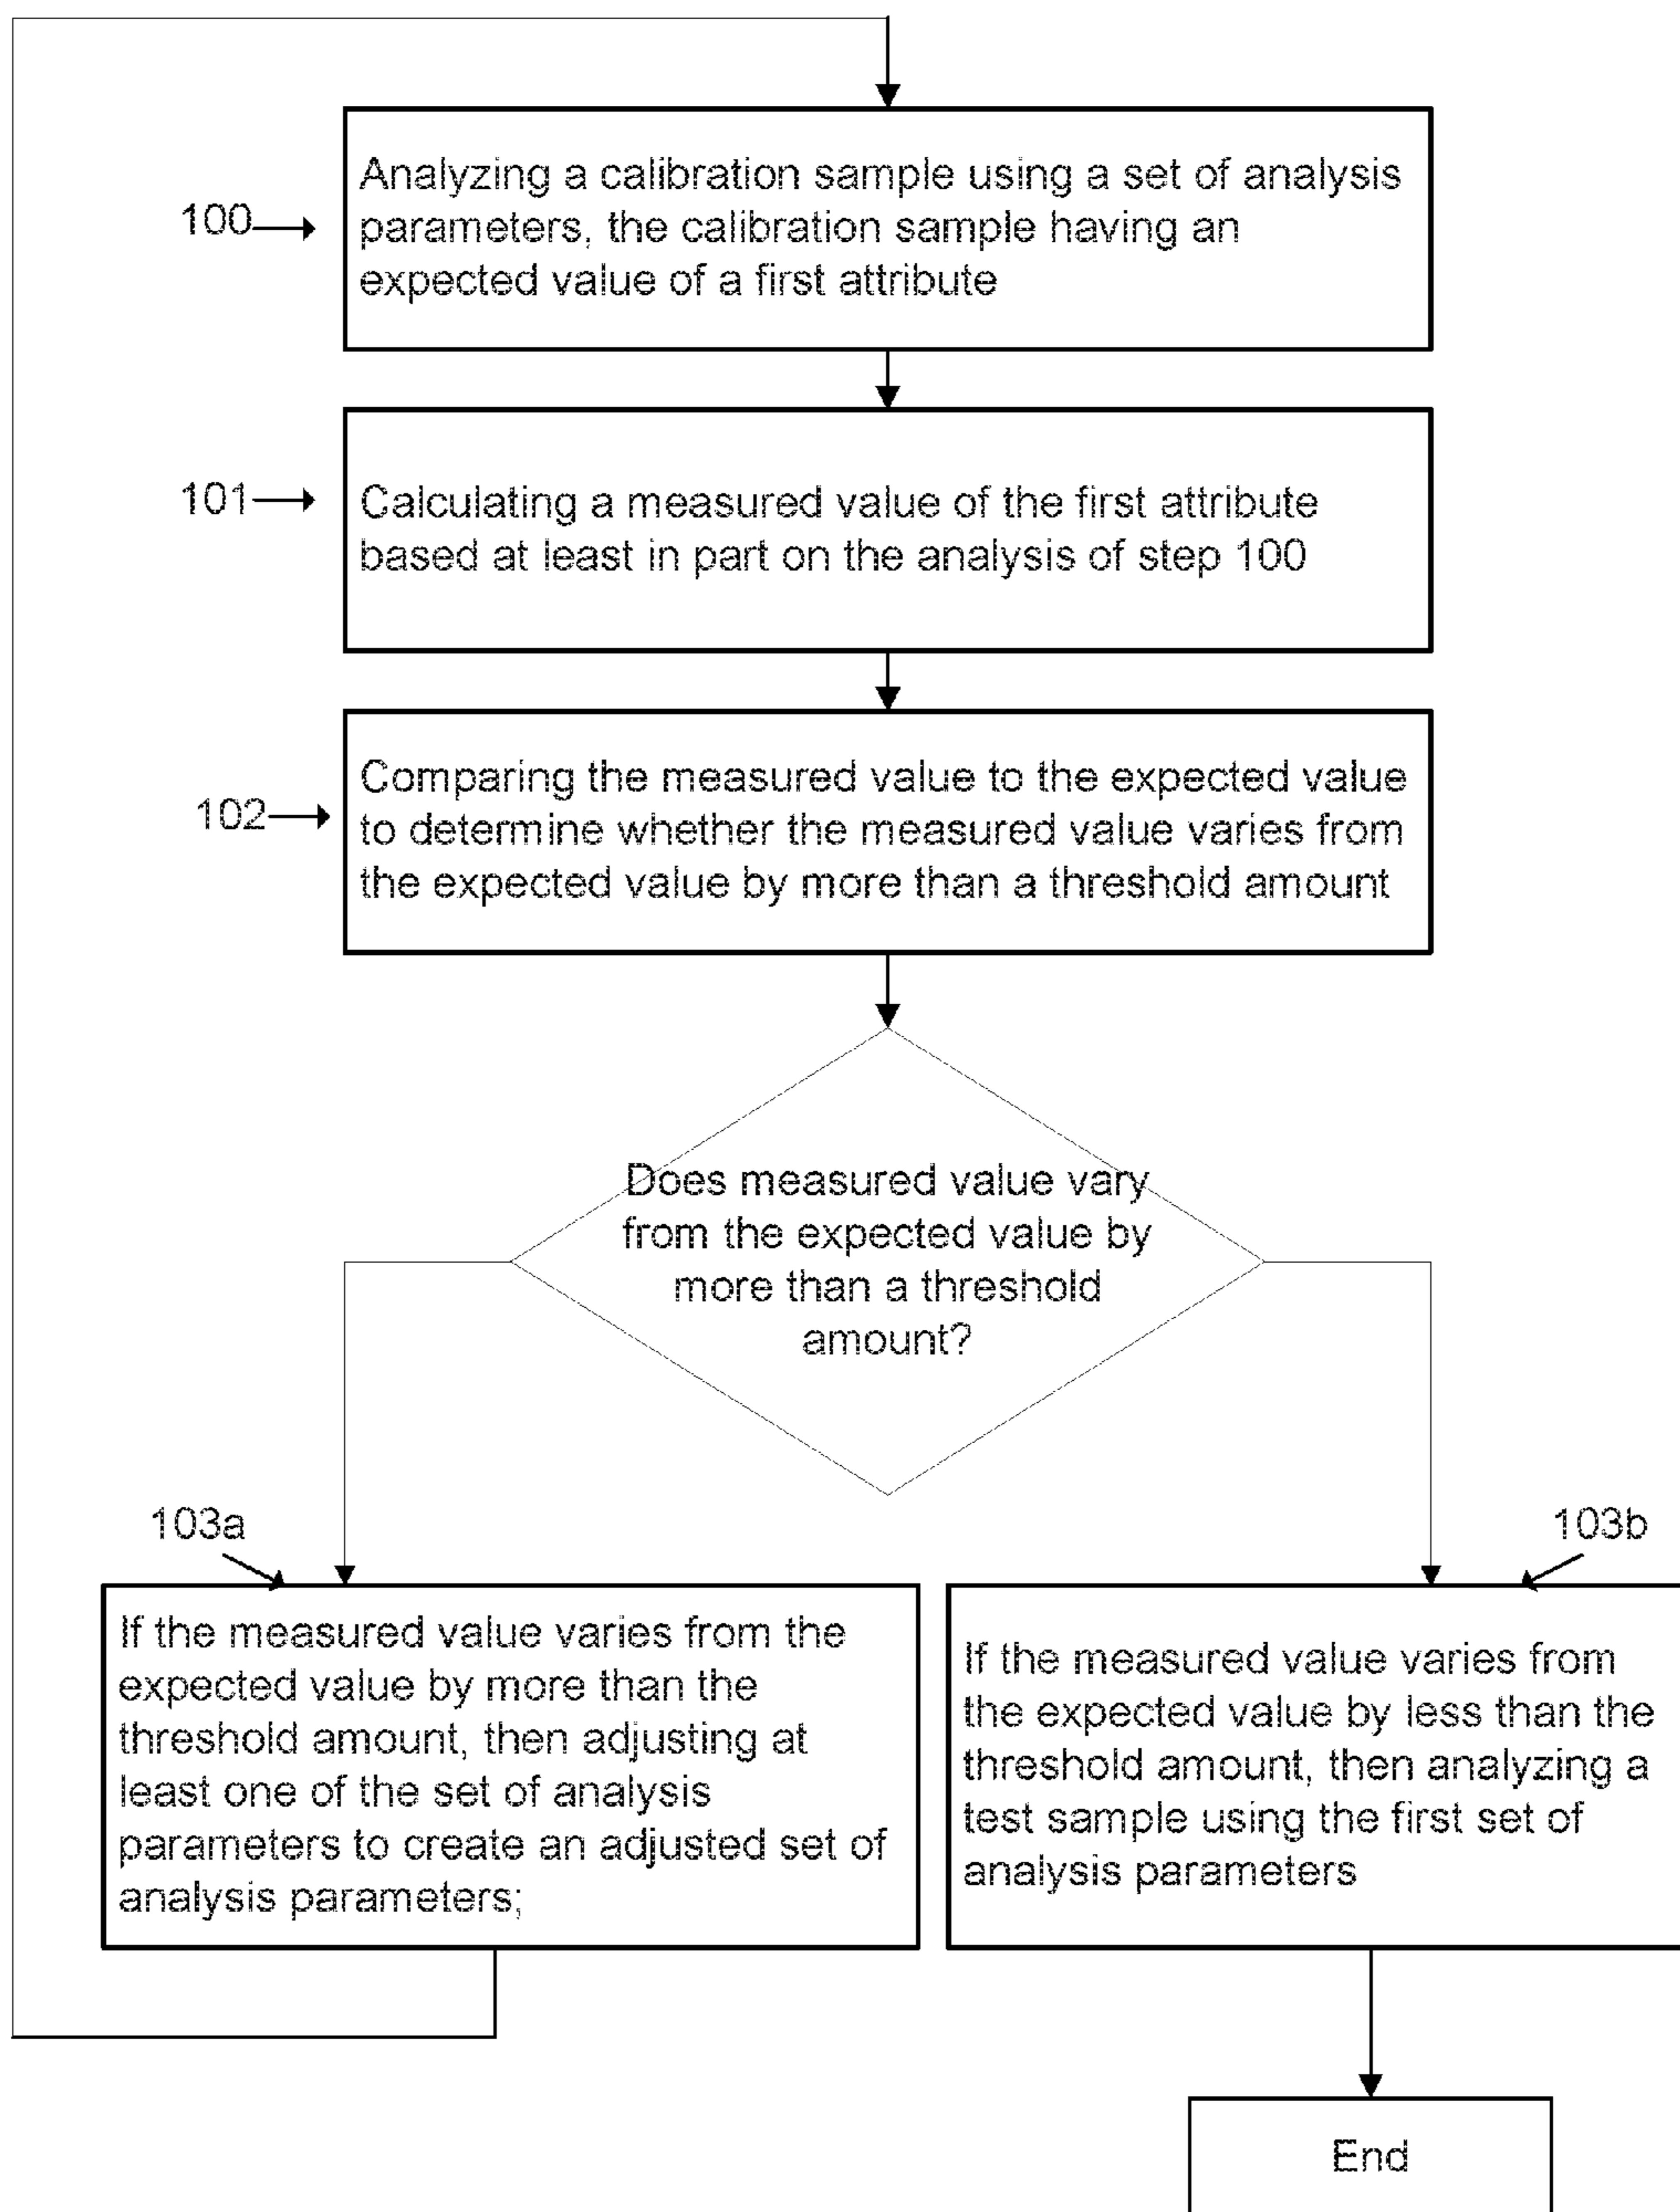 100
Analyzing a calibration sample using a set of analysis
parameters, the calibration sample having an
expected value of a first attribute
101
Calculating a measured value of the first attribute
based at least in part on the analysis of step 100
102
Comparing the measured value to the expected value
to determine whether the measured value varies from
the expected value by more than a threshold amount
Does measured value vary
from the expected value by
more than a threshold
amount?
103a
If the measured value varies from the
expected value by more than the
threshold amount, then adjusting at
least one of the set of analysis
parameters to create an adjusted set of
analysis parameters;
103b
If the measured value varies from
the expected value by less than the
threshold amount, then analyzing a
test sample using the first set of
analysis parameters
End